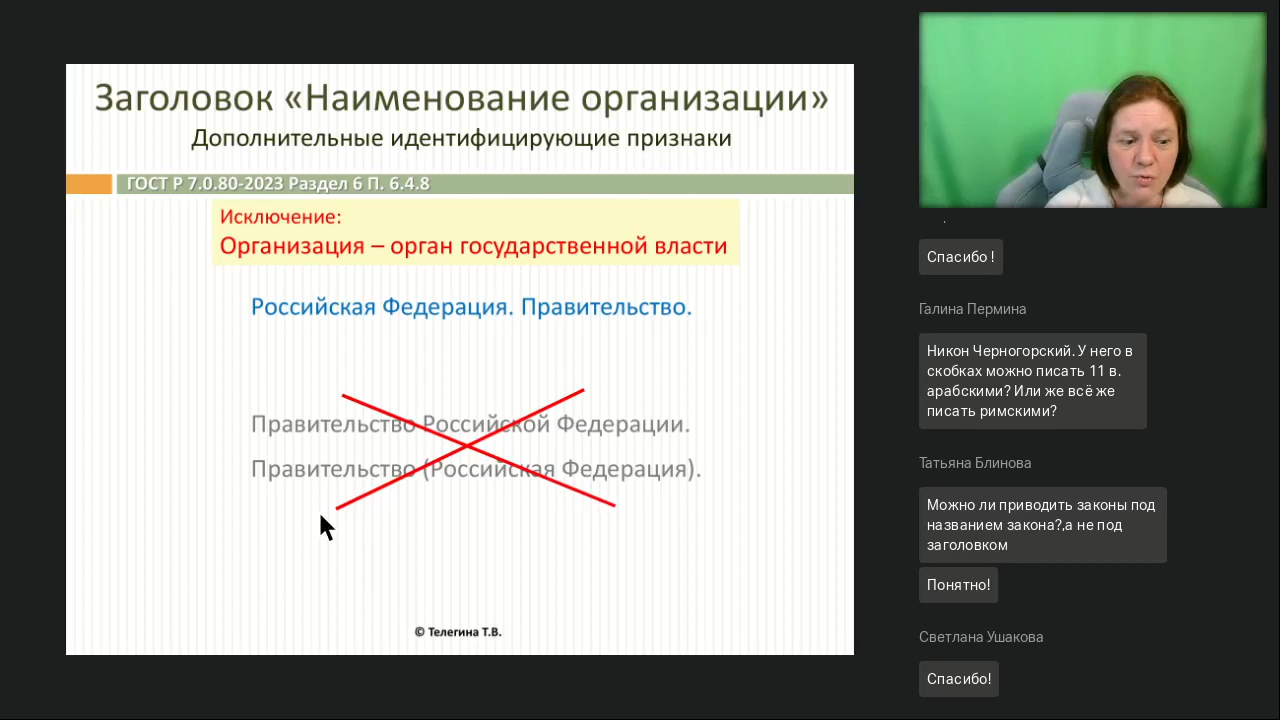 Заголовок «Наименование организации»
Дополнительные идентифицирующие признаки
ГОСТ Р 7.0.80-2023 Раздел 6 П. 6.4.8
Исключение:
Организация – орган государственной власти
Российская Федерация. Правительство.
Правительство Российской Федерации.
Правительство (Российская Федерация).
© Телегина Т.В.
Спасибо !
Галина Пермина
Никон Черногорский. У него в
скобках можно писать 11 в.
арабскими? Или же всё же
писать римскими?
Татьяна Блинова
Можно ли приводить законы под
названием закона?,а не под
заголовком
Понятно!
Светлана Ушакова
Спасибо!